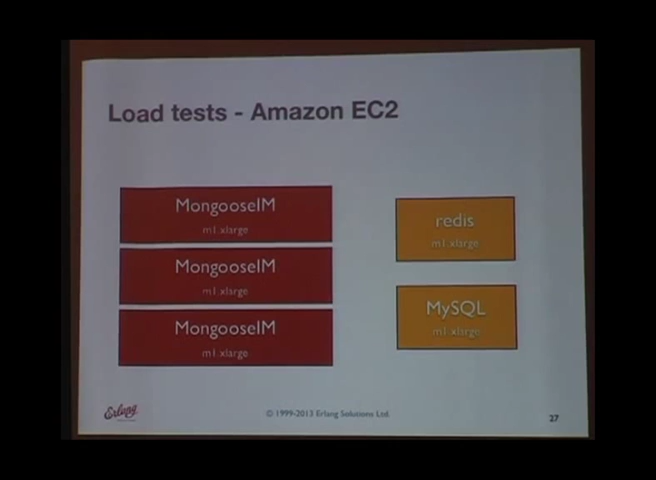 Load tests - Amazon EC2
MongooseIM
m1.xlarge
MongooseIM
m1.xlarge
MongooseIM
m1.xlarge
redis
m1.xlarge
MySQL
m1.xlarge
Erlang
© 1999-2013 Erlang Solutions Ltd.
27